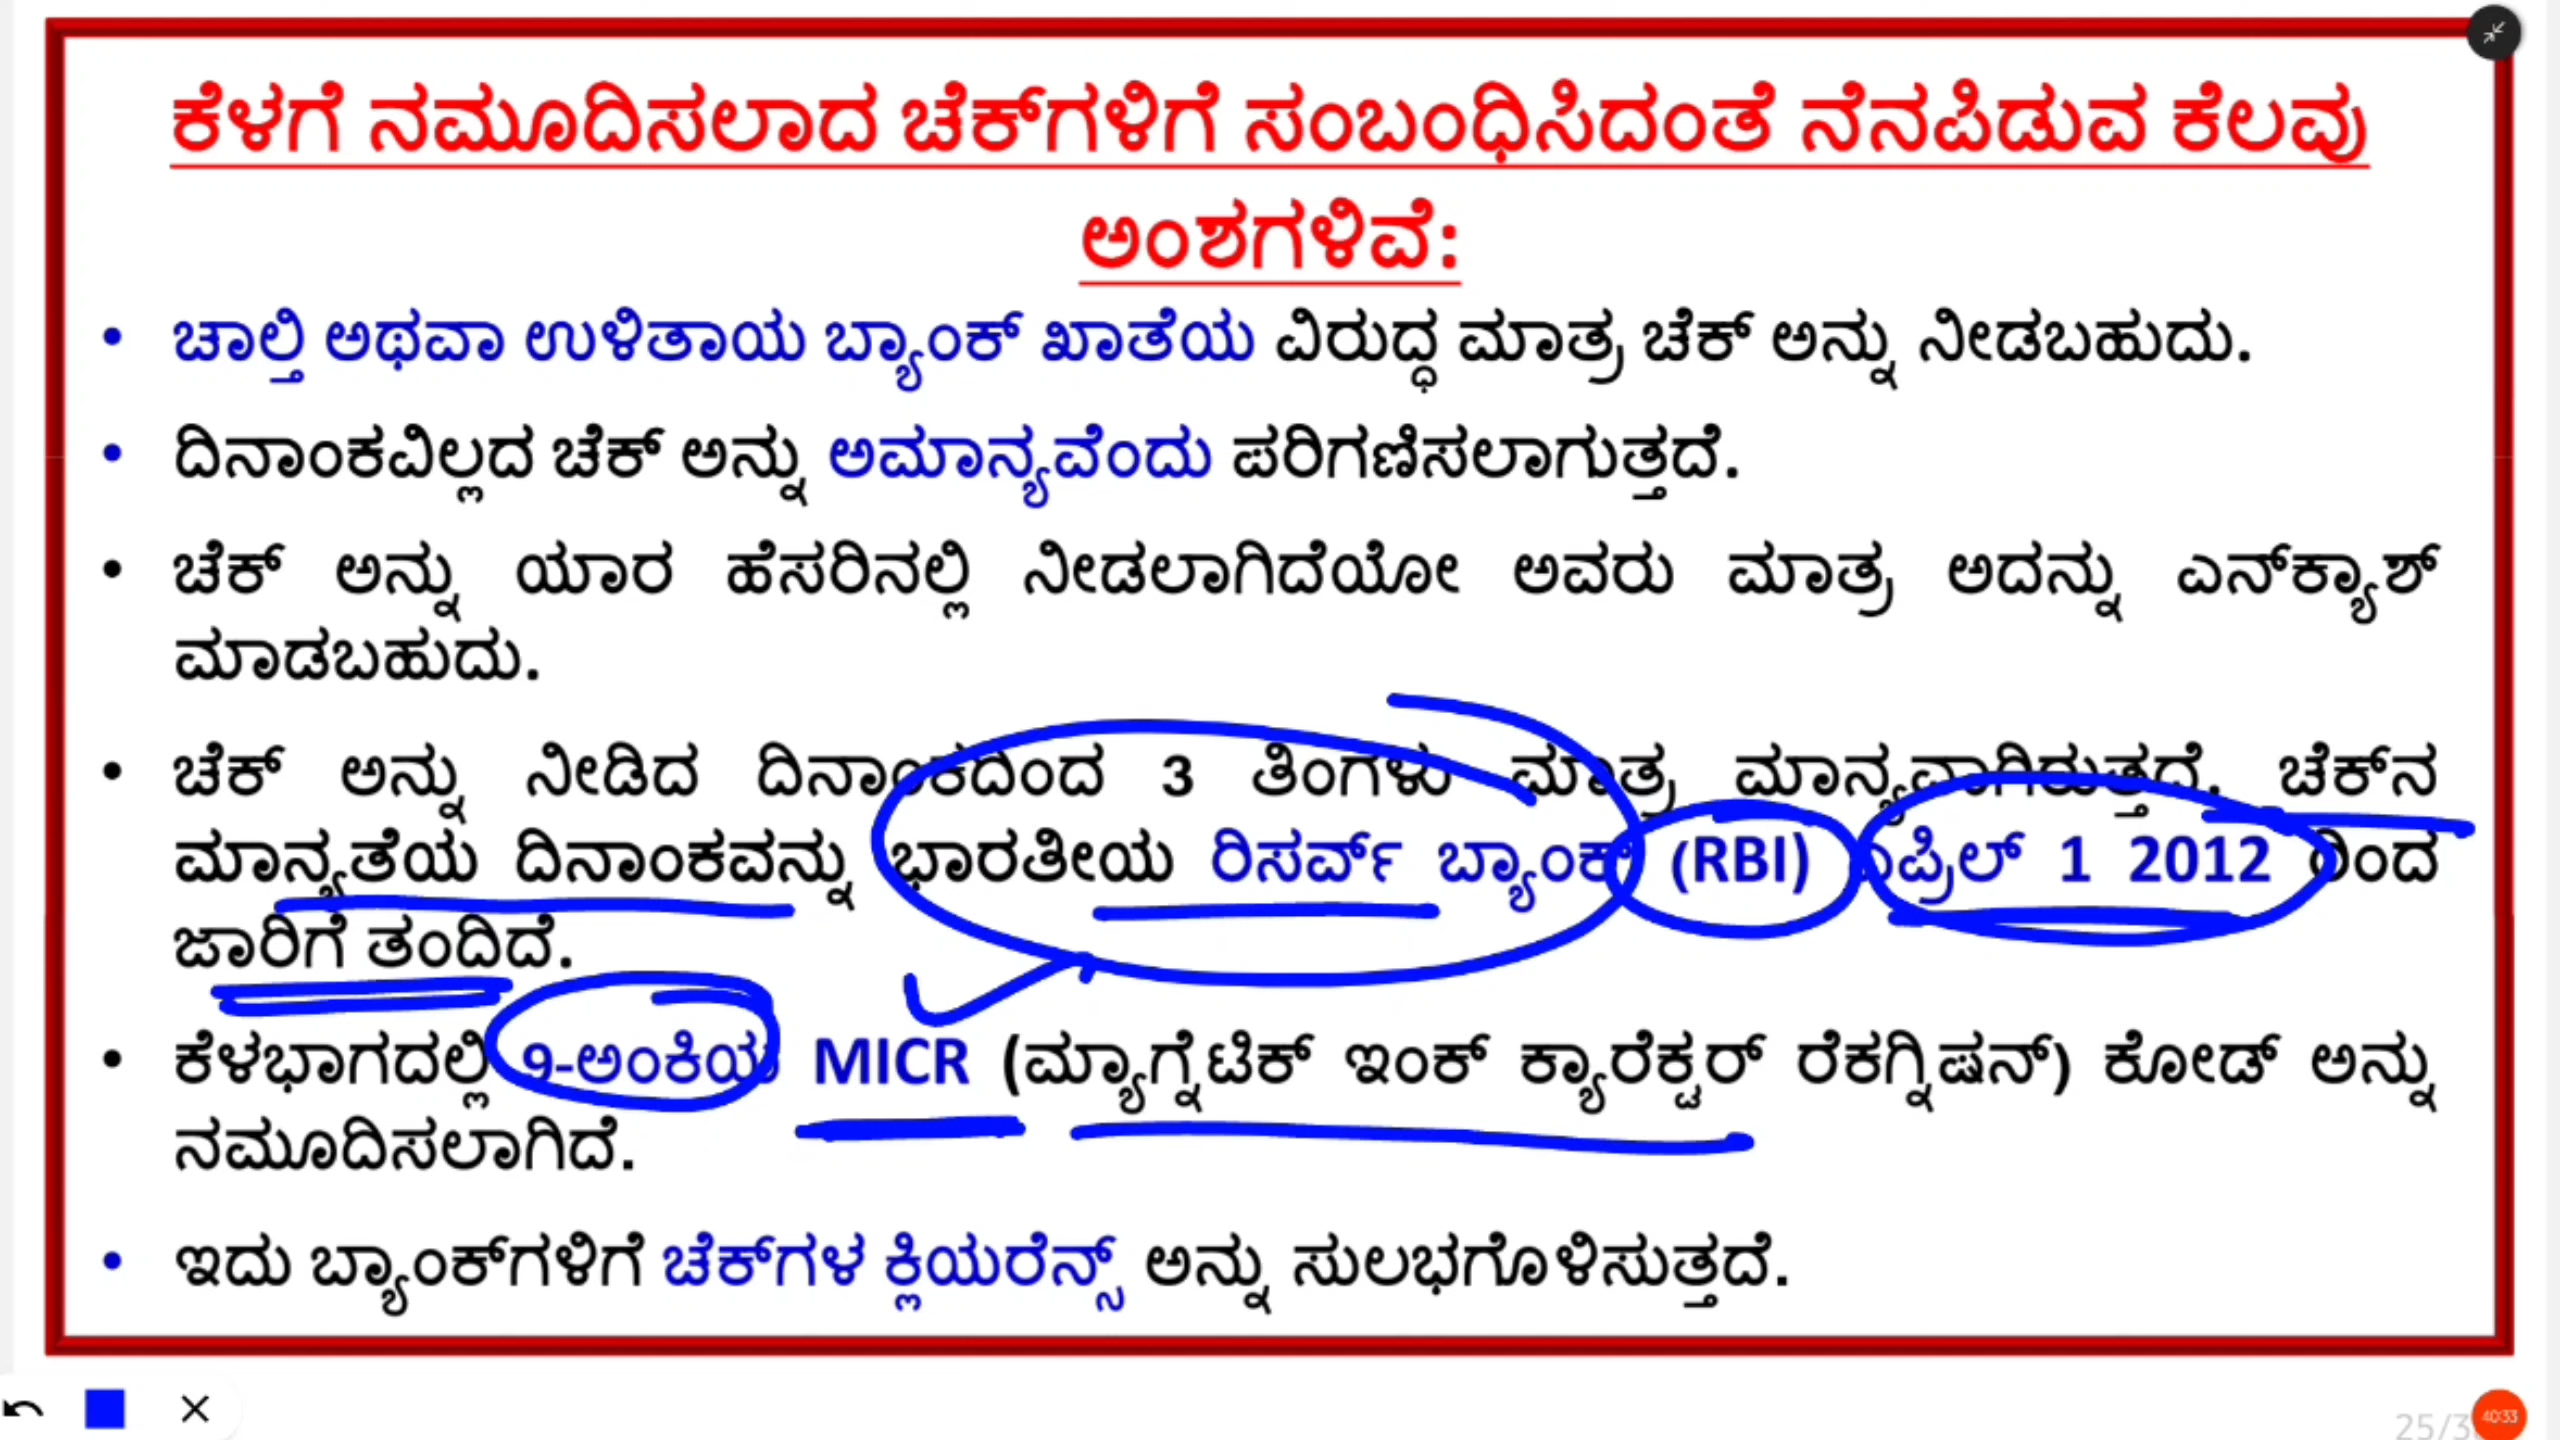 ಕೆಳಗೆ ನಮೂದಿಸಲಾದ ಚೆಕ್‌ಗಳಿಗೆ ಸಂಬಂಧಿಸಿದಂತೆ ನೆನಪಿಡುವ ಕೆಲವು
ಅಂಶಗಳಿವೆ:
• ಚಾಲ್ತಿ ಅಥವಾ ಉಳಿತಾಯ ಬ್ಯಾಂಕ್ ಖಾತೆಯ ವಿರುದ್ಧ ಮಾತ್ರ ಚೆಕ್ ಅನ್ನು ನೀಡಬಹುದು.
• ದಿನಾಂಕವಿಲ್ಲದ ಚೆಕ್ ಅನ್ನು ಅಮಾನ್ಯವೆಂದು ಪರಿಗಣಿಸಲಾಗುತ್ತದೆ.
• ಚೆಕ್ ಅನ್ನು ಯಾರ ಹೆಸರಿನಲ್ಲಿ ನೀಡಲಾಗಿದೆಯೋ ಅವರು ಮಾತ್ರ ಅದನ್ನು ಎನ್‌ಕ್ಯಾಶ್
ಮಾಡಬಹುದು.
• ಚೆಕ್ ಅನ್ನು ನೀಡಿದ ದಿನಾಂಕದಿಂದ 3 ತಿಂಗಳು ಮಾತ್ರ ಮಾನ್ಯವಾಗಿರುತ್ತದೆ. ಚೆಕ್‌ನ
ಮಾನ್ಯತೆಯ ದಿನಾಂಕವನ್ನು ಭಾರತೀಯ ರಿಸರ್ವ್ ಬ್ಯಾಂಕ್ (RBI) ಏಪ್ರಿಲ್ 1 2012 ರಿಂದ
ಜಾರಿಗೆ ತಂದಿದೆ.
• ಕೆಳಭಾಗದಲ್ಲಿ 9-ಅಂಕಿಯ MICR (ಮ್ಯಾಗ್ನೆಟಿಕ್ ಇಂಕ್ ಕ್ಯಾರೆಕ್ಟರ್ ರೆಕಗ್ನಿಷನ್) ಕೋಡ್ ಅನ್ನು
ನಮೂದಿಸಲಾಗಿದೆ.
• ಇದು ಬ್ಯಾಂಕ್‌ಗಳಿಗೆ ಚೆಕ್‌ಗಳ ಕ್ಲಿಯರೆನ್ಸ್ ಅನ್ನು ಸುಲಭಗೊಳಿಸುತ್ತದೆ.
40:33